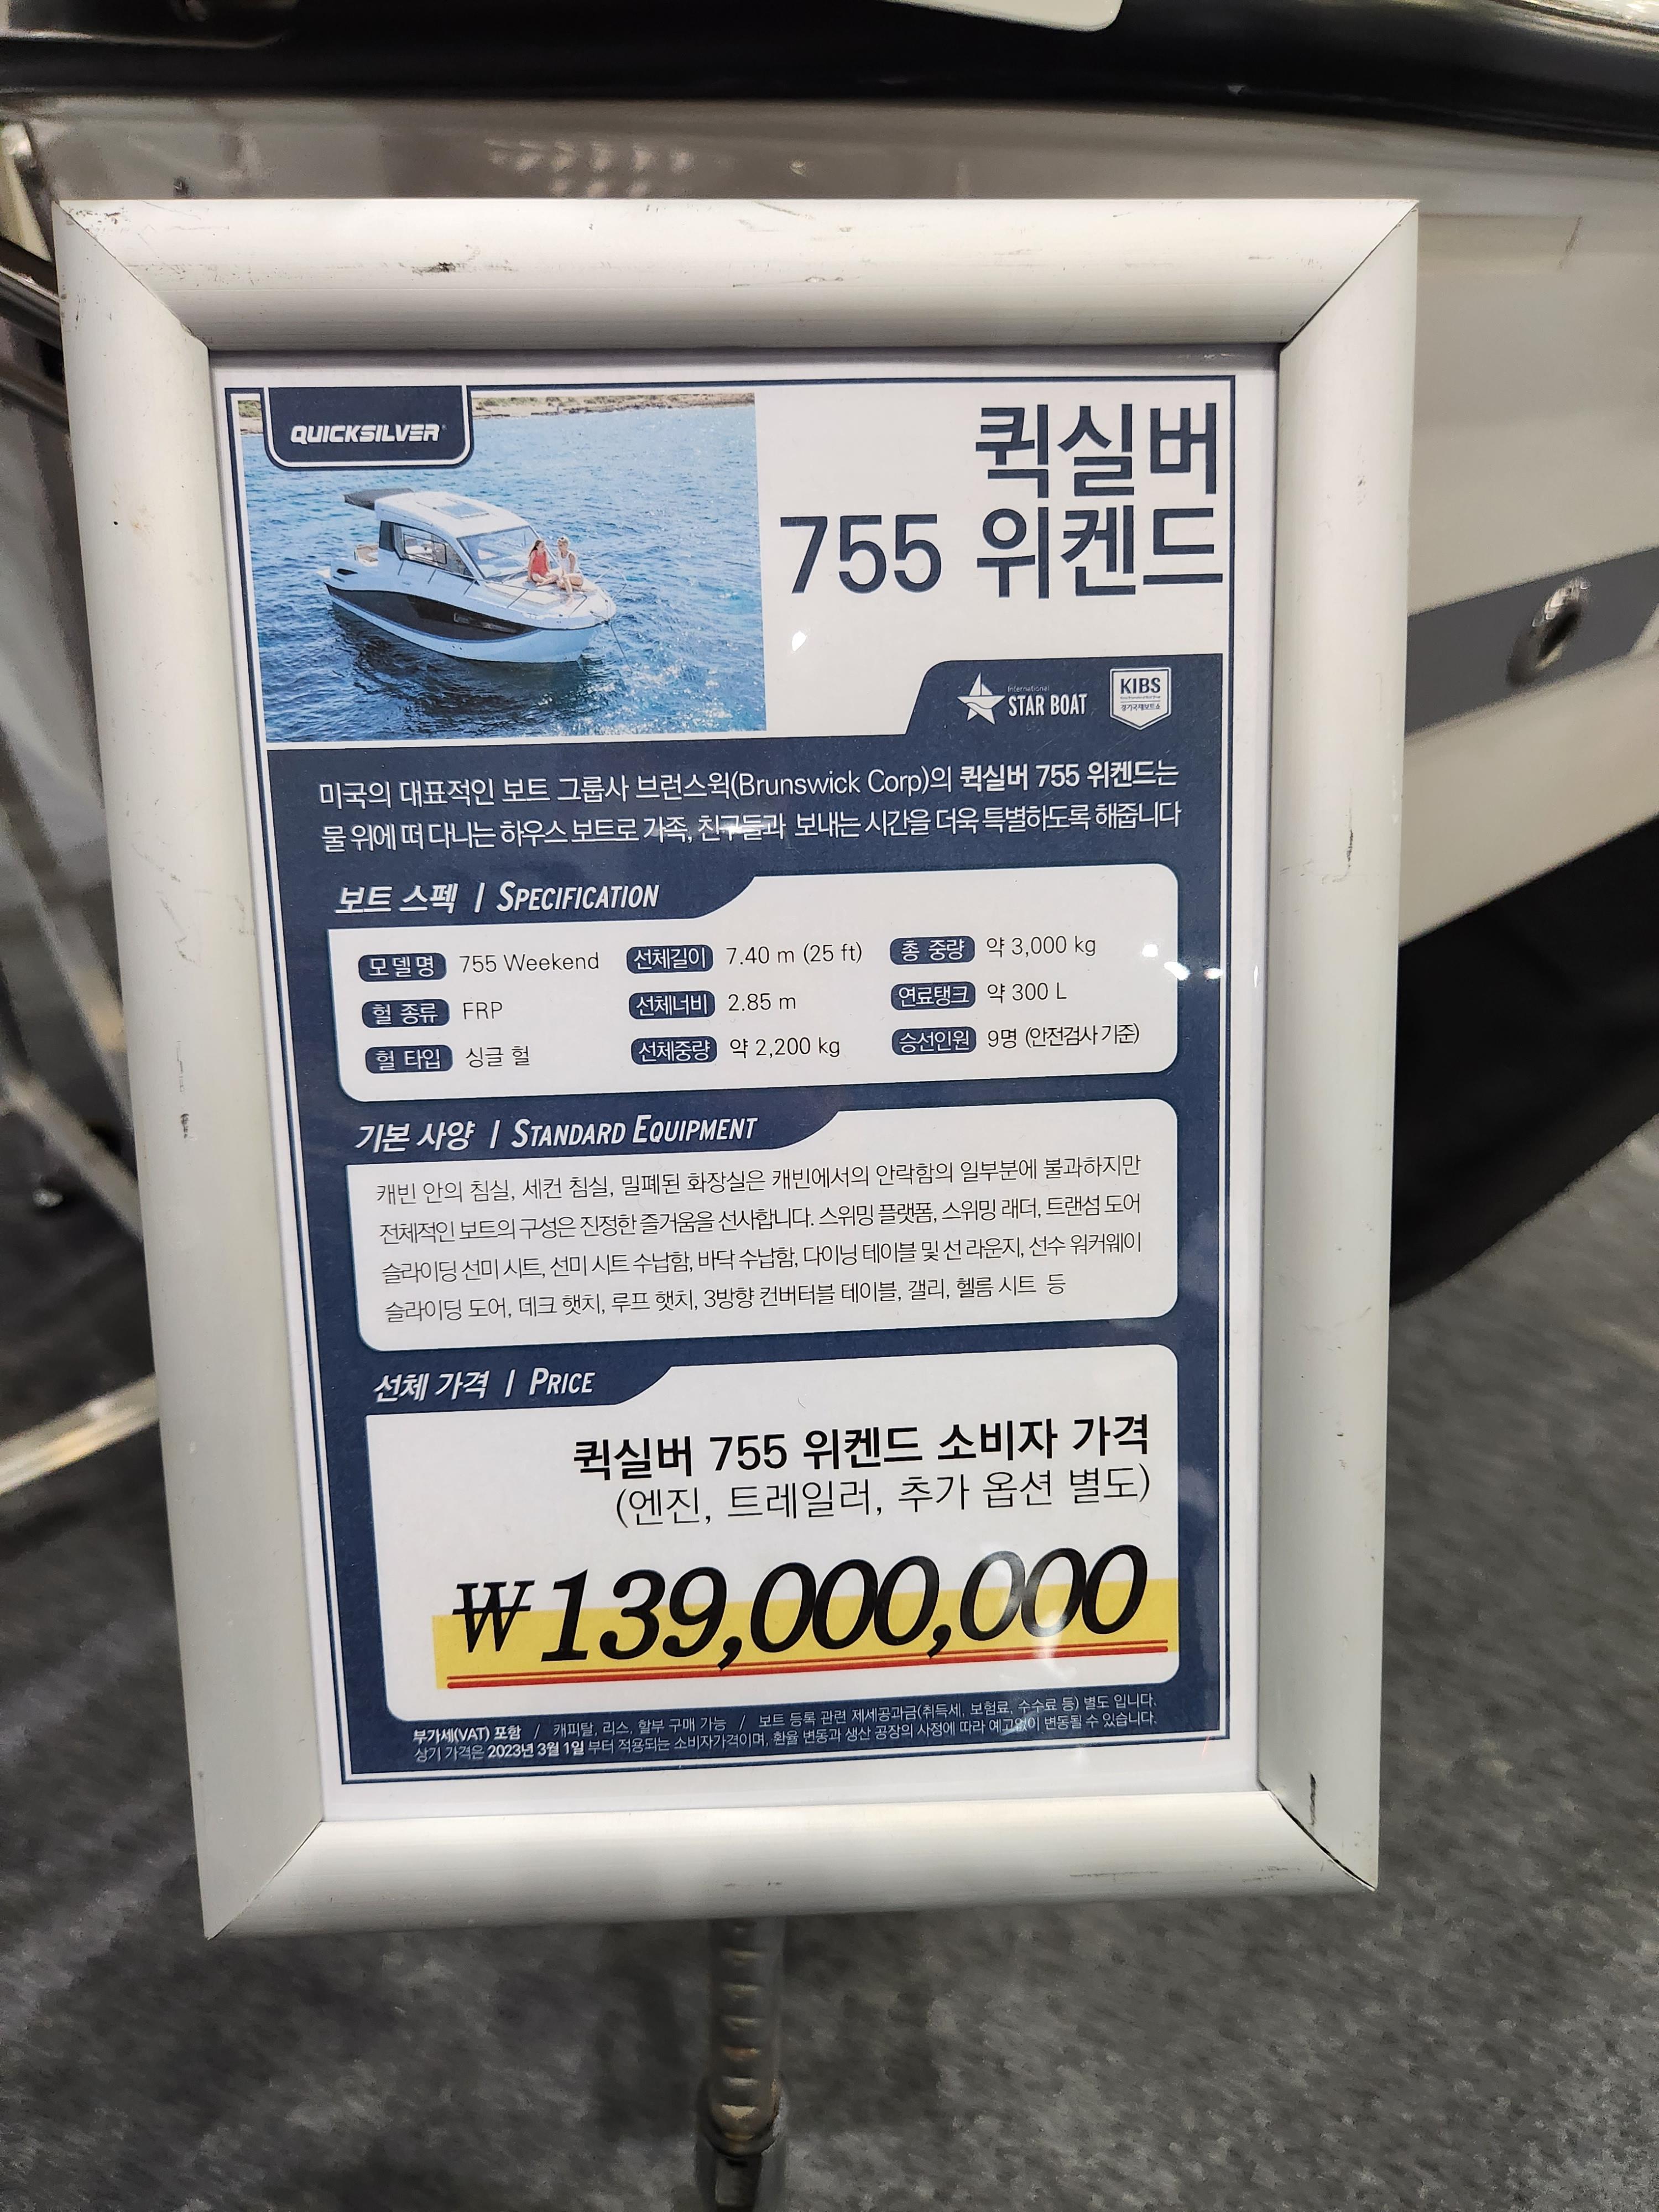 QUICKSILVER
퀵실버
755 위켄드
International
STAR BOAT
KIBS
경기국제보트쇼
미국의 대표적인 보트 그룹사 브런스윅(Brunswick Corp)의 퀵실버 755 위켄드는
물 위에 떠 다니는 하우스 보트로 가족, 친구들과 보내는 시간을 더욱 특별하도록 해줍니다
보트 스펙 / SPECIFICATION
모델명 755 Weekend 선체길이 7.40 m (25 ft) 총 중량 약 3,000 kg
헐 종류 FRP 선체너비 2.85 m 연료탱크 약 300 L
헐 타입 싱글 헐 선체중량 약 2,200 kg 승선인원 9명 (안전검사 기준)
기본 사양 / STANDARD EQUIPMENT
캐빈 안의 침실, 세컨 침실, 밀폐된 화장실은 캐빈에서의 안락함의 일부분에 불과하지만
전체적인 보트의 구성은 진정한 즐거움을 선사합니다. 스위밍 플랫폼, 스위밍 래더, 트랜섬 도어
슬라이딩 선미 시트, 선미 시트 수납함, 바닥 수납함, 다이닝 테이블 및 선 라운지, 선수 워커웨이
슬라이딩 도어, 데크 햇치, 루프 햇치, 3방향 컨버터블 테이블, 갤리, 헬름 시트 등
선체 가격 / PRICE
퀵실버 755 위켄드 소비자 가격
(엔진, 트레일러, 추가 옵션 별도)
₩139,000,000
부가세(VAT) 포함 / 캐피탈, 리스, 할부 구매 가능 / 보트 등록 관련 제세공과금(취득세, 보험료, 수수료 등) 별도 입니다.
상기 가격은 2023년 3월 1일 부터 적용되는 소비자가격이며, 환율 변동과 생산 공장의 사정에 따라 예고없이 변동될 수 있습니다.